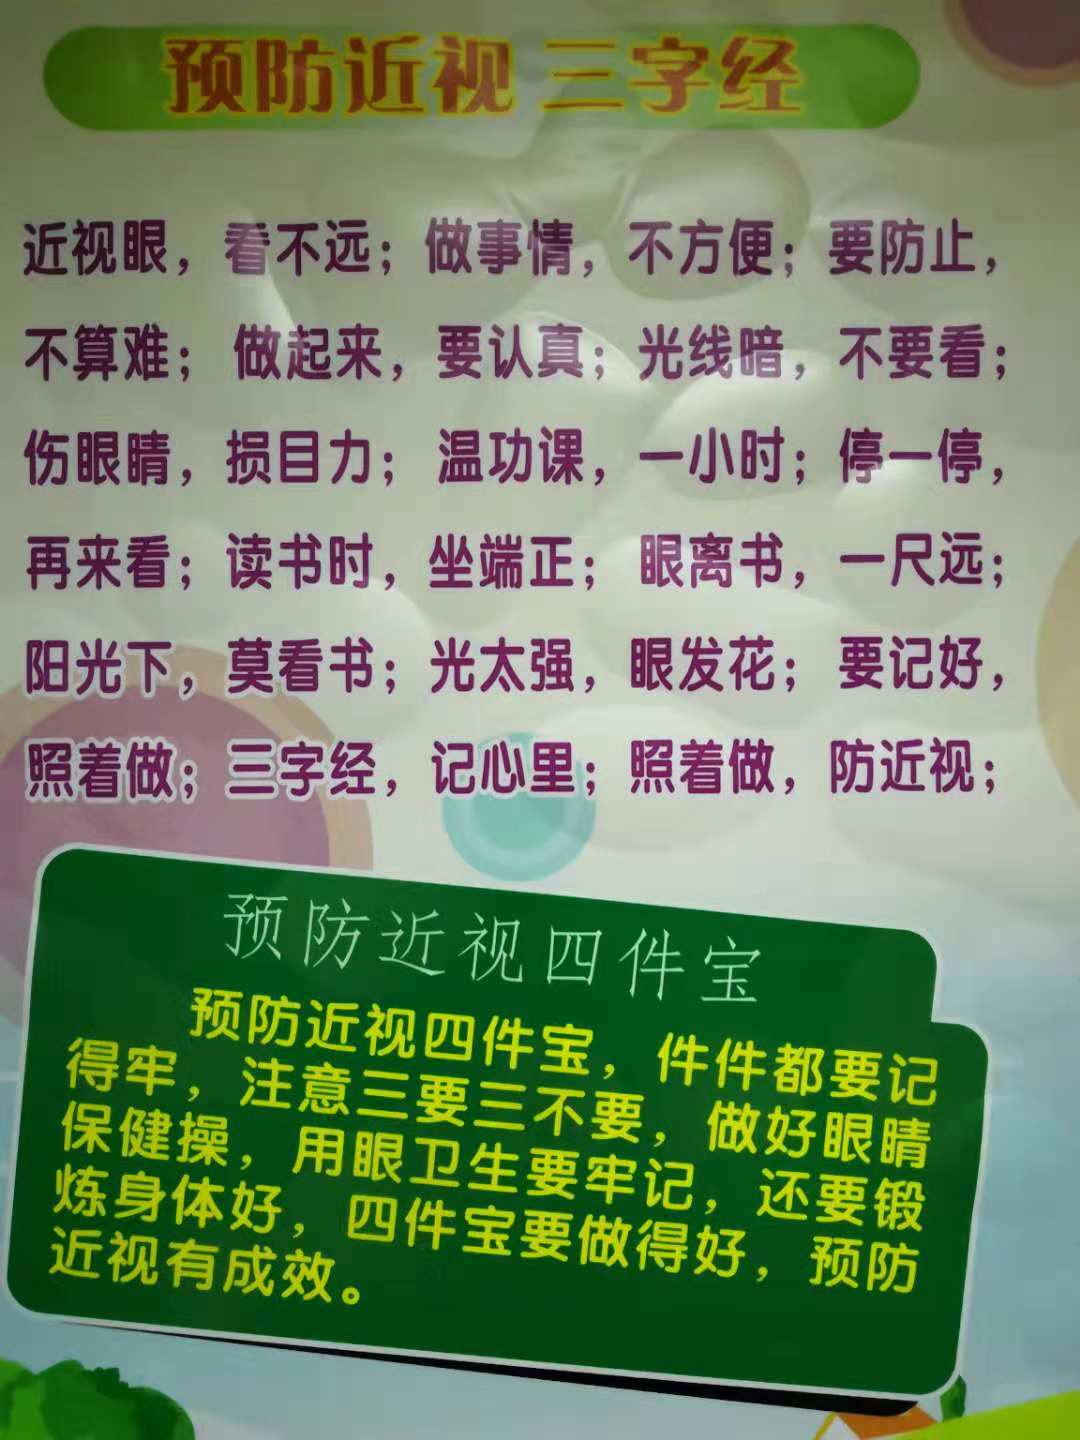 预防近视 三字经
近视眼，看不远；做事情，不方便；要防止，
不算难；做起来，要认真；光线暗，不要看；
伤眼睛，损目力；温功课，一小时；停一停，
再来看；读书时，坐端正；眼离书，一尺远；
阳光下，莫看书；光太强，眼发花；要记好，
照着做；三字经，记心里；照着做，防近视；
预防近视四件宝
预防近视四件宝，件件都要记
得牢，注意三要三不要，做好眼睛
保健操，用眼卫生要牢记，还要锻
炼身体好，四件宝要做得好，预防
近视有成效。